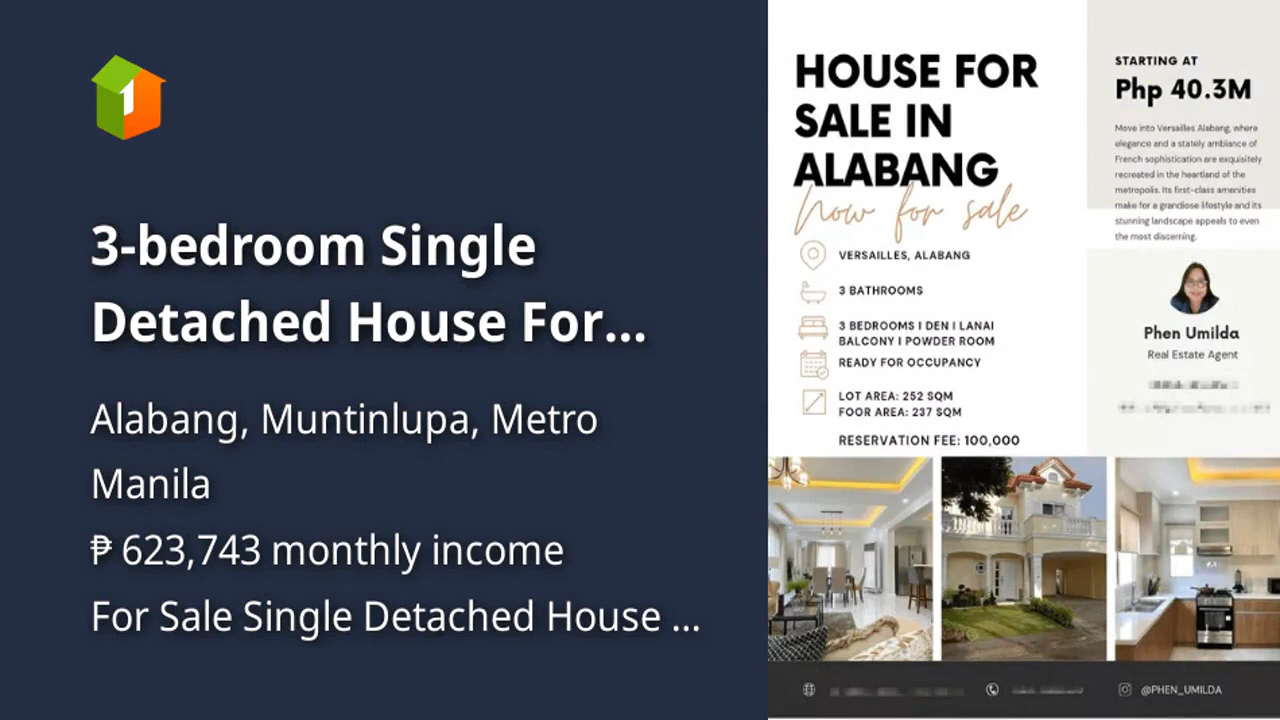 3-bedroom Single
Detached House For...
Alabang, Muntinlupa, Metro
Manila
₱ 623,743 monthly income
For Sale Single Detached House ...
HOUSE FOR
SALE IN
ALABANG
now for sale
VERSAILLES, ALABANG
3 BATHROOMS
3 BEDROOMS I DEN I LANAI
BALCONY I POWDER ROOM
READY FOR OCCUPANCY
LOT AREA: 252 SQM
FOOR AREA: 237 SQM
RESERVATION FEE: 100,000
STARTING AT
Php 40.3M
Move into Versailles Alabang, where
elegance and a stately ambiance of
French sophistication are exquisitely
recreated in the heartland of the
metropolis. Its first-class amenities
make for a grandiose lifestyle and its
stunning landscape appeals to even
the most discerning.
Phen Umilda
Real Estate Agent
@PHEN_UMILDA